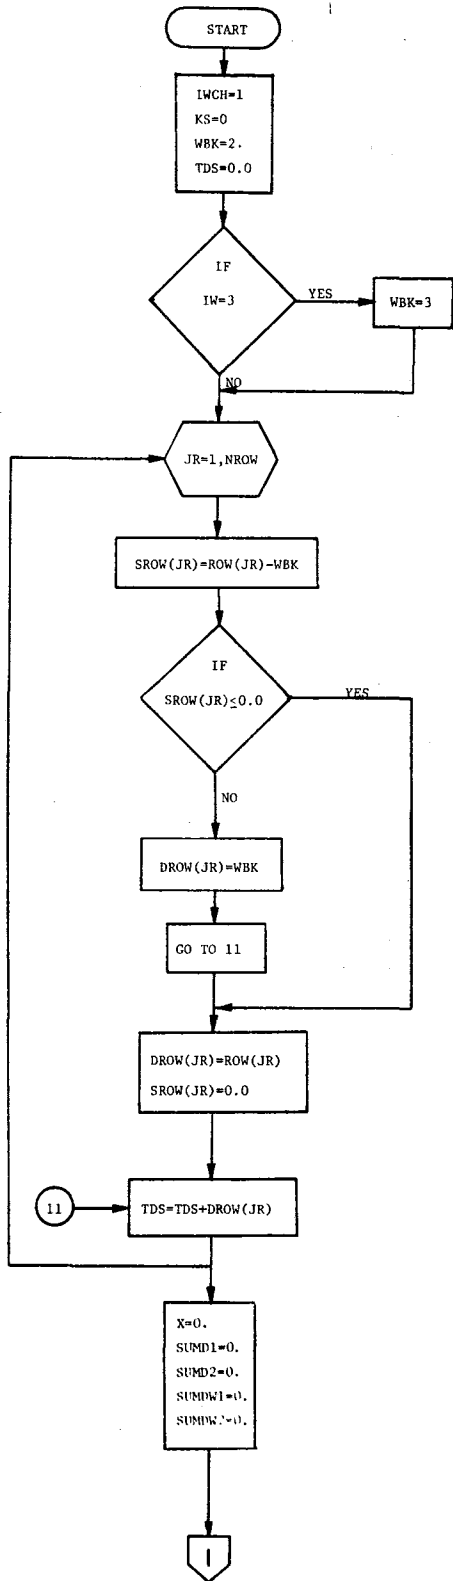 START
IWCH=1
KS=0
WBK=2.
TDS=0.0
IF
IW=3
YES
WBK=3
NO
JR=1,NROW
SROW(JR)=ROW(JR)-WBK
IF
SROW(JR)≤0.0
YES
NO
DROW(JR)=WBK
GO TO 11
DROW(JR)=ROW(JR)
SROW(JR)=0.0
11
TDS=TDS+DROW(JR)
X=0.
SUMD1=0.
SUMD2=0.
SUMDW1=0.
SUMDW2=0.
1